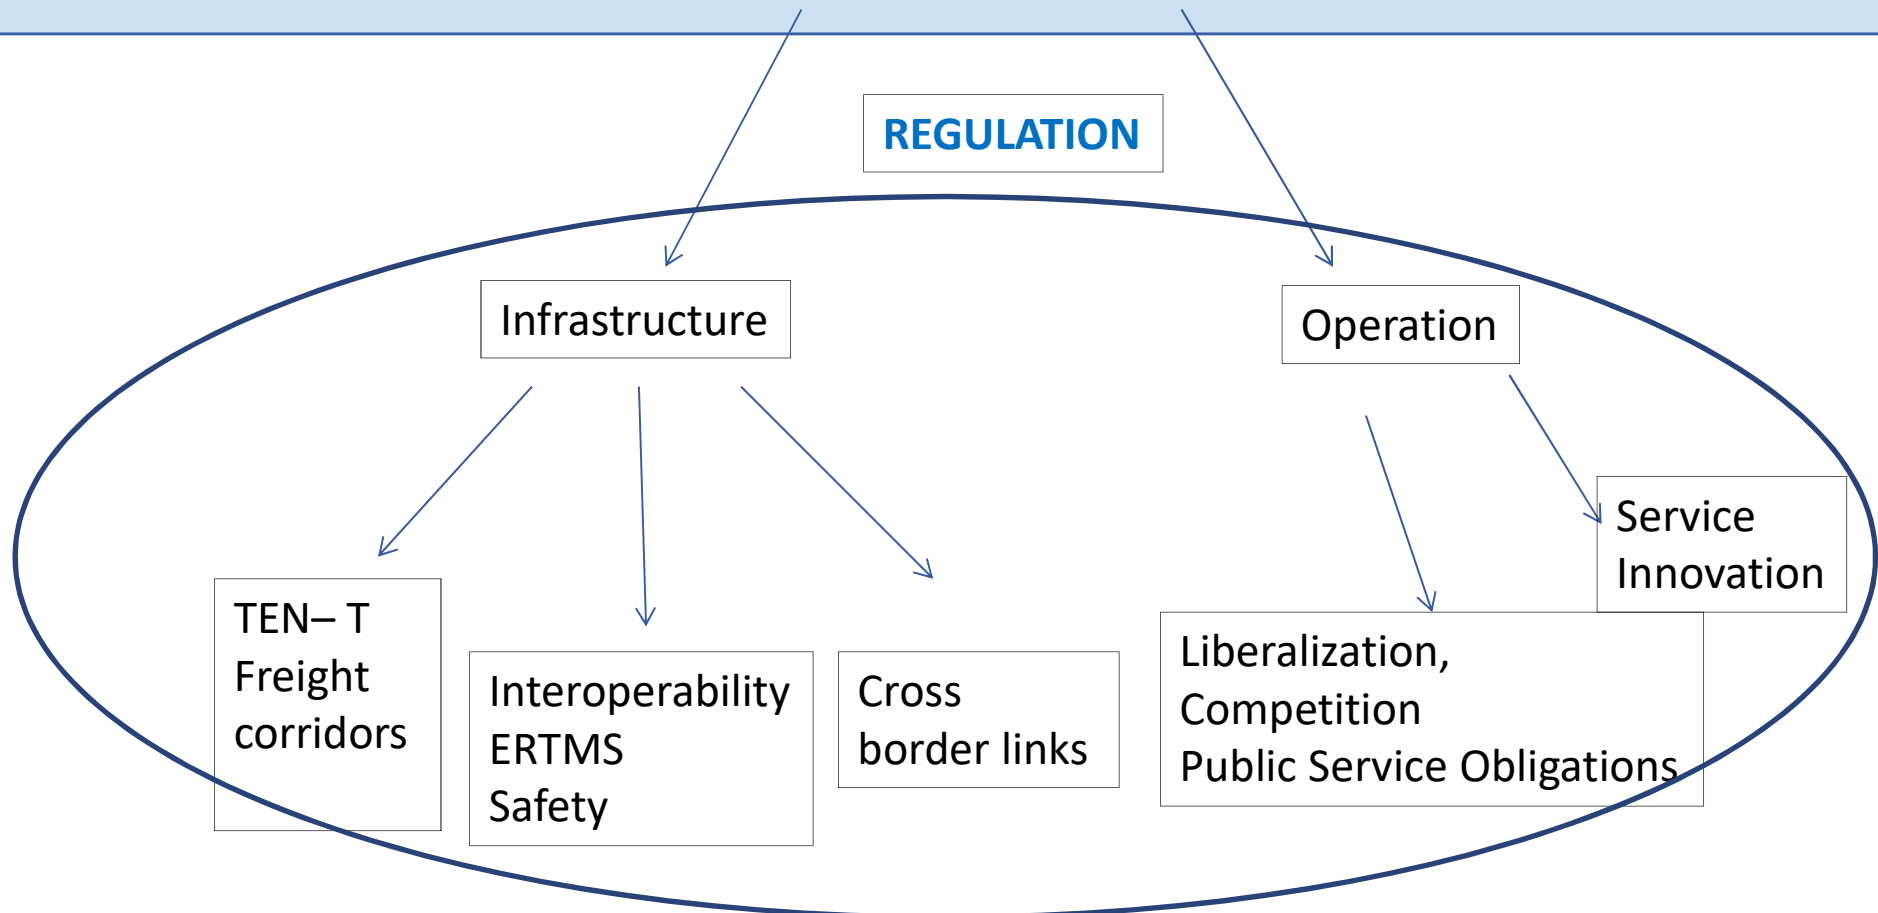 REGULATION
Infrastructure
Operation
Service
Innovation
TEN– T
Freight
corridors
Interoperability
ERTMS
Safety
Cross
border links
Liberalization,
Competition
Public Service Obligations